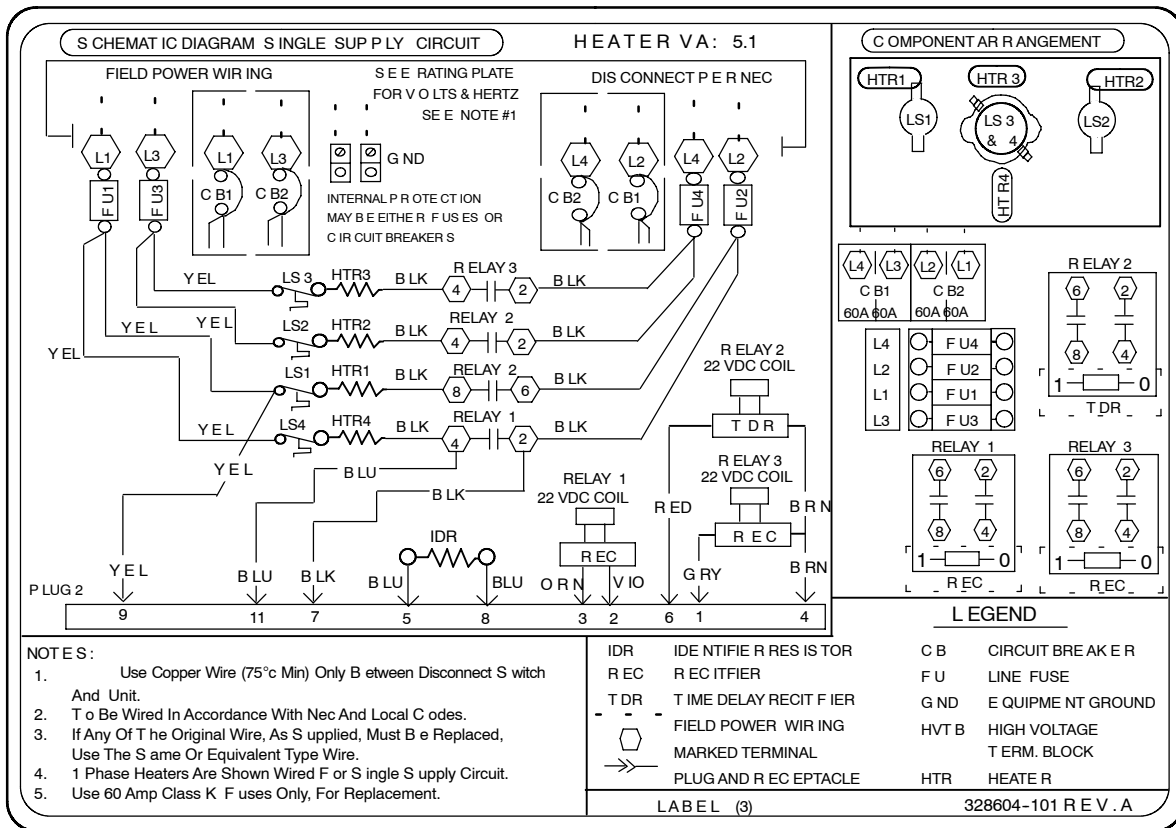 SCHEMATIC DIAGRAM SINGLE SUPPLY CIRCUIT
HEATER VA: 5.1
FIELD POWER WIRING
SEE RATING PLATE
FOR VOLTS & HERTZ
SEE NOTE #1
DISCONNECT PER NEC
L1 L3 L1 L3
GND
L4 L2 L4 L2
FU1 FU3 CB1 CB2
INTERNAL PROTECTION
MAY BE EITHER FUSES OR
CIRCUIT BREAKERS
CB2 CB1 FU4 FU2
YEL LS3 HTR3 BLK RELAY 3 4 2 BLK
YEL LS2 HTR2 BLK RELAY 2 4 2 BLK
YEL YEL LS1 HTR1 BLK RELAY 2 8 6 BLK
YEL LS4 HTR4 BLK RELAY 1 4 2 BLK
YEL BLU
BLK
RELAY 2
22 VDC COIL
TDR
RELAY 3
22 VDC COIL
REC
RED BRN
GRY BRN
RELAY 1
22 VDC COIL
REC
ORN VIO
IDR
BLU BLU
YEL BLU BLK
PLUG 2
9 11 7 5 8 3 2 6 1 4
COMPONENT ARRANGEMENT
HTR1 HTR3 HTR2
LS1 LS3 & 4 LS2
HTR4
L4 L3 L2 L1
CB1 CB2
60A 60A 60A 60A
L4 FU4
L2 FU2
L1 FU1
L3 FU3
RELAY 2
6 2
8 4
1 0
TDR
RELAY 1
6 2
8 4
1 0
REC
RELAY 3
6 2
8 4
1 0
REC
NOTES:
1. Use Copper Wire (75°c Min) Only Between Disconnect Switch
And Unit.
2. To Be Wired In Accordance With Nec And Local Codes.
3. If Any Of The Original Wire, As Supplied, Must Be Replaced,
Use The Same Or Equivalent Type Wire.
4. 1 Phase Heaters Are Shown Wired For Single Supply Circuit.
5. Use 60 Amp Class K Fuses Only, For Replacement.
LEGEND
IDR IDENTIFIER RESISTOR
REC RECITFIER
TDR TIME DELAY RECITFIER
FIELD POWER WIRING
MARKED TERMINAL
PLUG AND RECEPTACLE
CB CIRCUIT BREAKER
FU LINE FUSE
GND EQUIPMENT GROUND
HVTB HIGH VOLTAGE
TERM. BLOCK
HTR HEATER
LABEL (3)
328604-101 REV. A